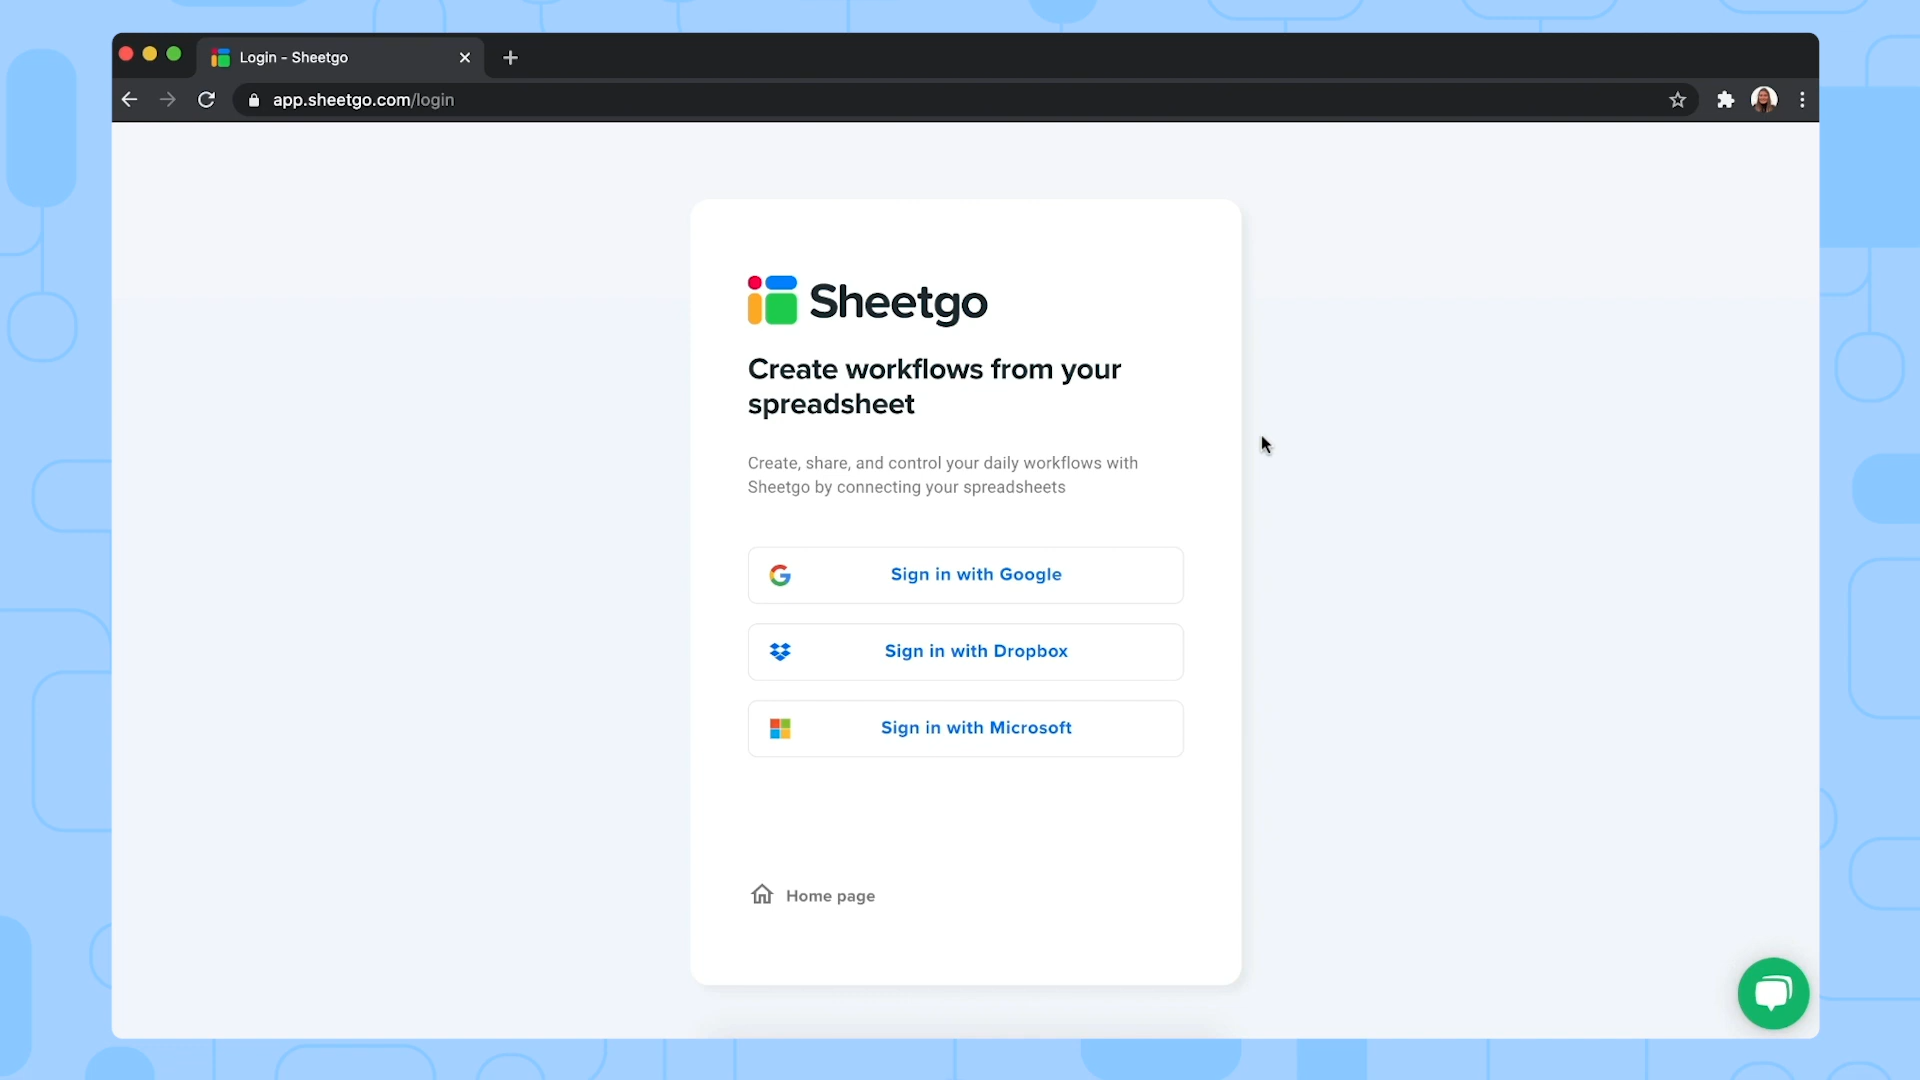 Login - Sheetgo
app.sheetgo.com/login
Sheetgo
Create workflows from your
spreadsheet
Create, share, and control your daily workflows with
Sheetgo by connecting your spreadsheets
Sign in with Google
Sign in with Dropbox
Sign in with Microsoft
Home page